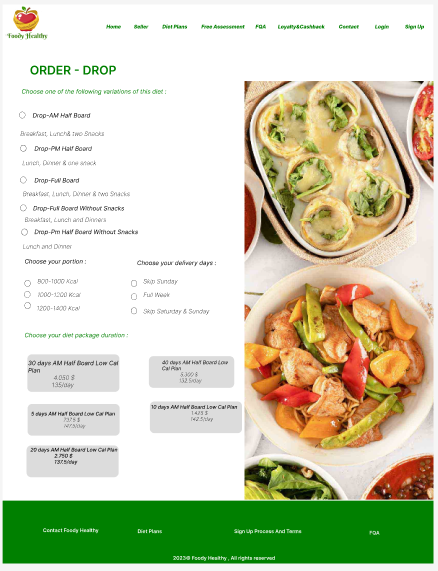 Foody Healthy
Home Seller Diet Plans Free Assessment FQA Loyalty&Cashback Contact Login Sign Up
ORDER - DROP
Choose one of the following variations of this diet :
Drop-AM Half Board
Breakfast, Lunch& two Snacks
Drop-PM Half Board
Lunch, Dinner & one snack
Drop-Full Board
Breakfast, Lunch, Dinner & two Snacks
Drop-Full Board Without Snacks
Breakfast, Lunch and Dinners
Drop-Pm Half Board Without Snacks
Lunch and Dinner
Choose your portion :
800-1000 Kcal
1000-1200 Kcal
1200-1400 Kcal
Choose your delivery days :
Skip Sunday
Full Week
Skip Saturday & Sunday
Choose your diet package duration :
30 days AM Half Board Low Cal
Plan
4.050 $
135/day
40 days AM Half Board Low
Cal Plan
5.300 $
132.5/day
5 days AM Half Board Low Cal Plan
737.5 $
147.5/day
10 days AM Half Board Low Cal Plan
1.425 $
142.5/day
20 days AM Half Board Low Cal Plan
2.750 $
137.5/day
Contact Foody Healthy Diet Plans Sign Up Process And Terms FQA
2023© Foody Healthy , All rights reserved